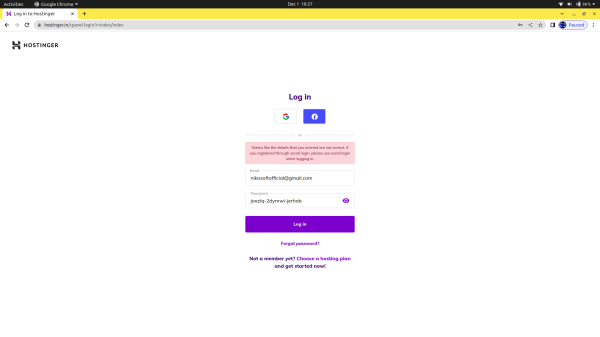 Activities
Google Chrome
Dec 1 10:27
96%
Log in to Hostinger
hostinger.in/cpanel-login?r=index/index
Paused
HOSTINGER
Log in
or
Seems like the details that you entered are not correct. If
you registered through social login, please use social login
when logging in.
Email
nikosoftofficial@gmail.com
Password
Log in
Forgot password?
Not a member yet? Choose a hosting plan
and get started now!